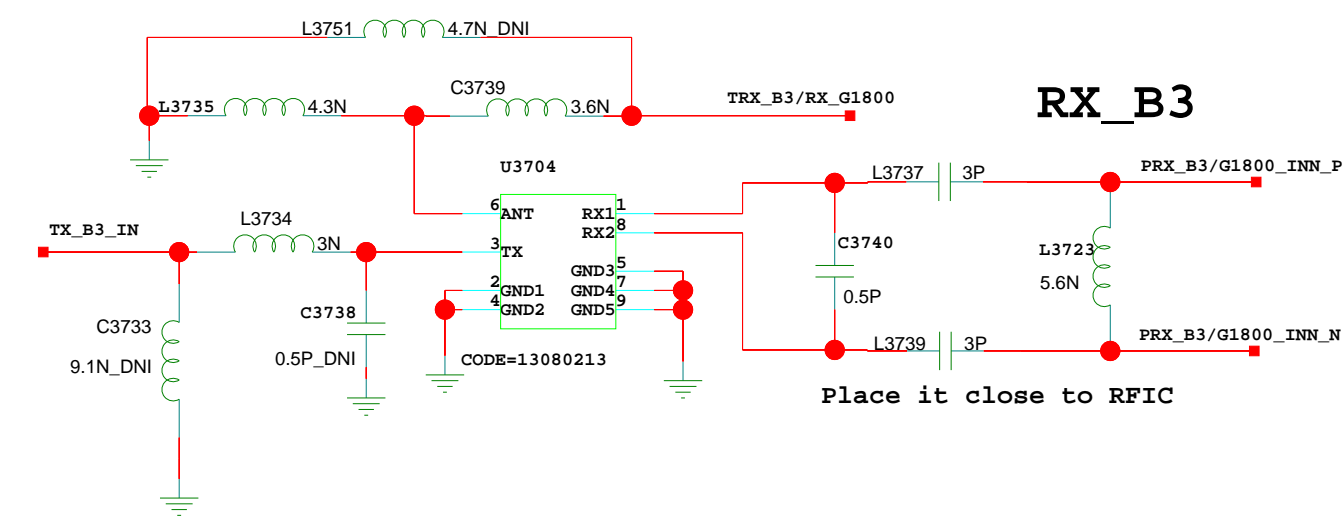 L3751 4.7N_DNI
C3739
L3735 4.3N 3.6N TRX_B3/RX_G1800
RX_B3
U3704
L3737 3P PRX_B3/G1800_INN_P
6 ANT RX1 1
L3734 RX2 8
TX_B3_IN 3N 3 TX
C3740 L3723
GND3 5
2 GND1 GND4 7
5.6N
4 GND2 GND5 9
0.5P
C3738
C3733
0.5P_DNI CODE=13080213
9.1N_DNI
L3739 3P PRX_B3/G1800_INN_N
Place it close to RFIC